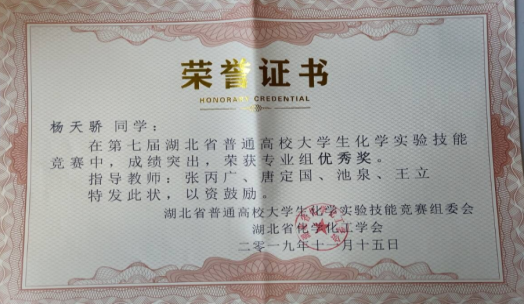 荣誉证书
HONORARY CREDENTIAL
杨天骄 同学：
在第七届湖北省普通高校大学生化学实验技能
竞赛中，成绩突出，荣获专业组优秀奖。
指导教师：张丙广、唐定国、池泉、王立
特发此状，以资鼓励。
湖北省普通高校大学生化学实验技能竞赛组委会
湖北省化学化工学会
二零一九年十一月十五日